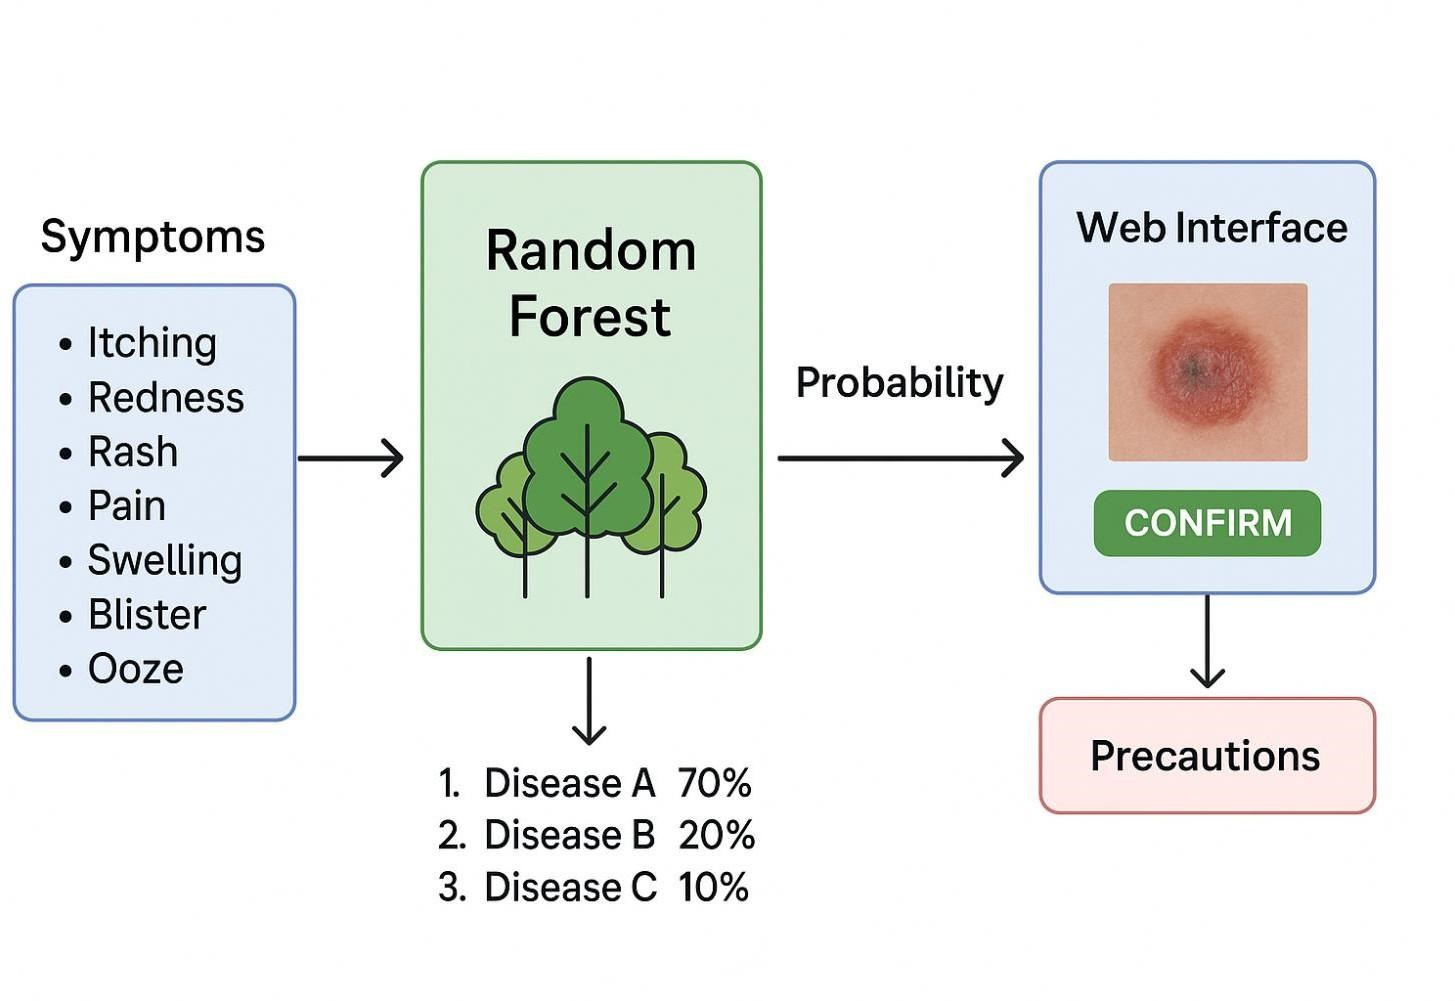 Symptoms
• Itching
• Redness
• Rash
• Pain
• Swelling
• Blister
• Ooze
Random
Forest
1. Disease A 70%
2. Disease B 20%
3. Disease C 10%
Probability
Web Interface
CONFIRM
Precautions